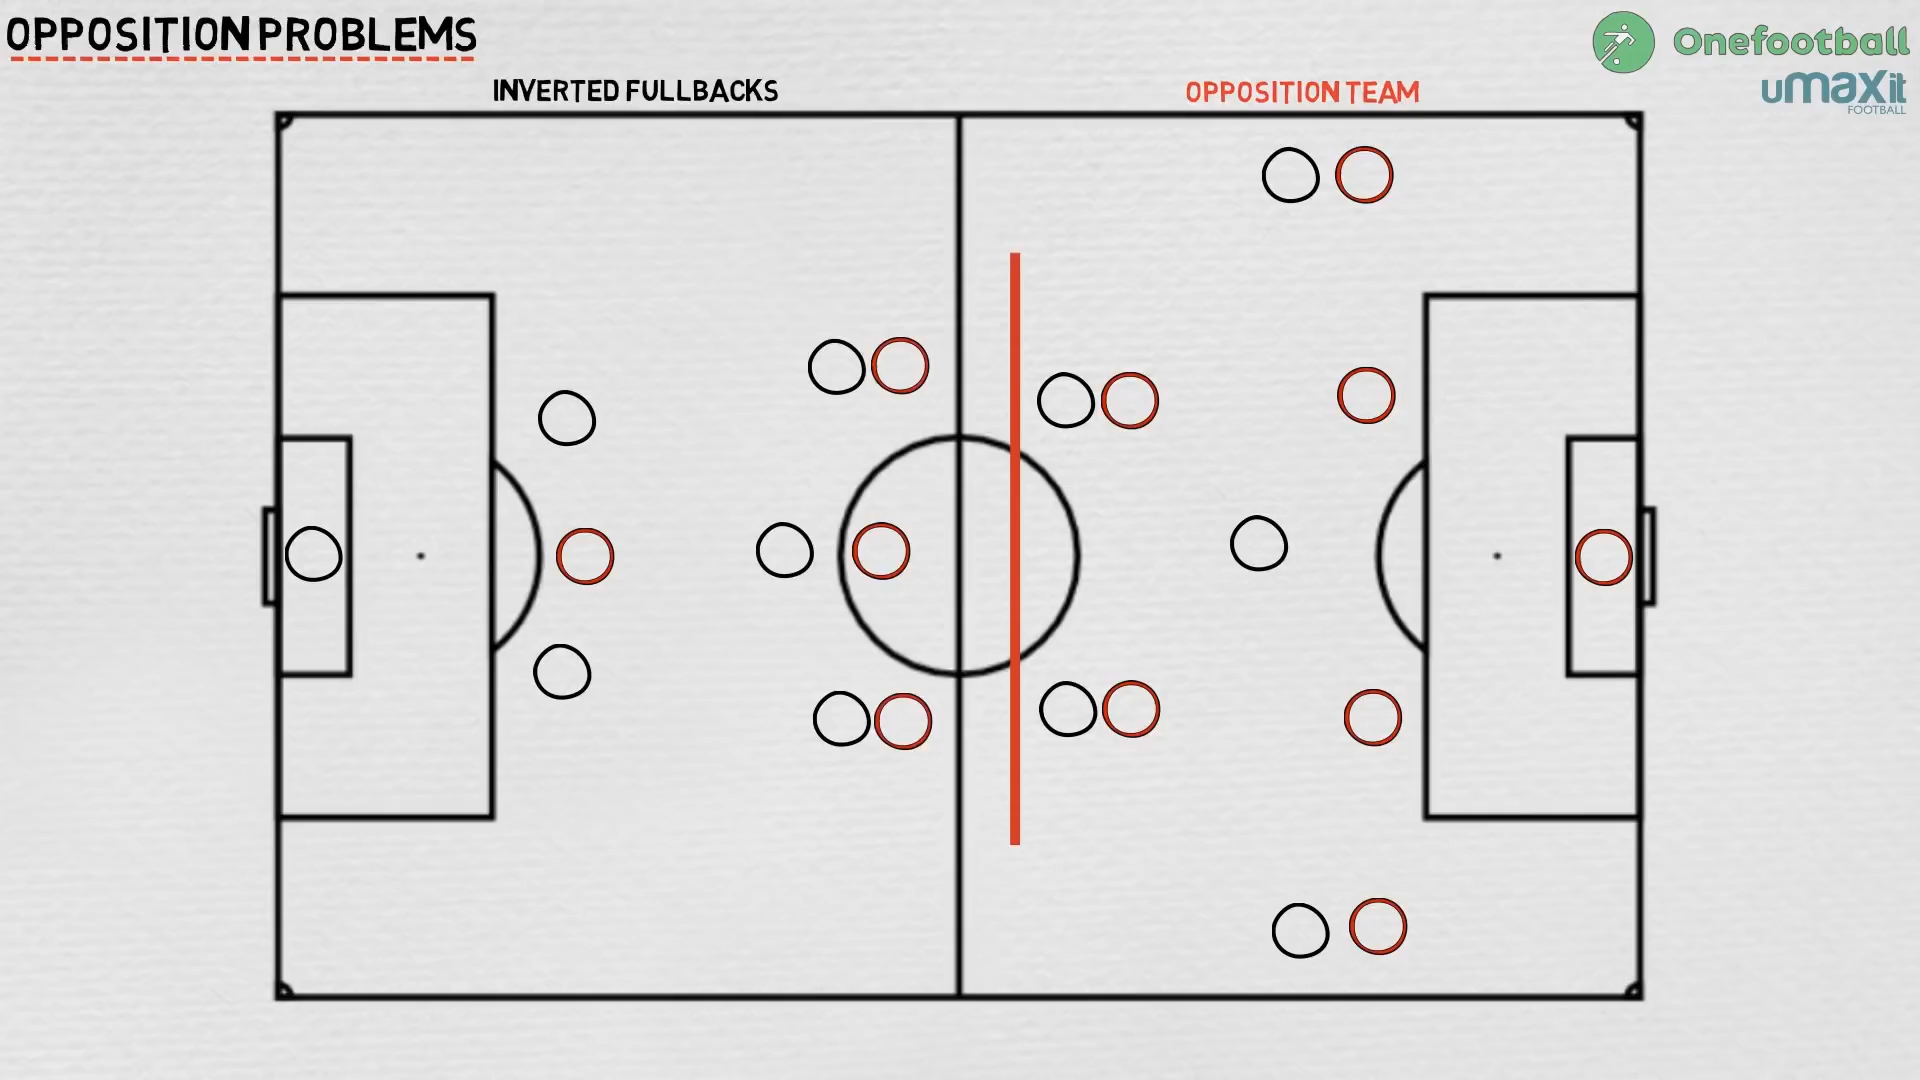 OPPOSITION PROBLEMS
Onefootball
umaxit
FOOTBALL
INVERTED FULLBACKS
OPPOSITION TEAM